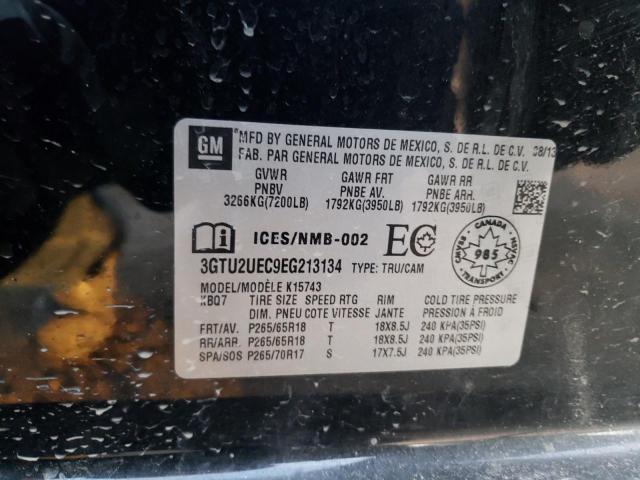 GM
MFD BY GENERAL MOTORS DE MEXICO, S. DE R.L. DE C.V. 08/13
FAB. PAR GENERAL MOTORS DE MEXICO, S. DE R.L. DE C.V.
GVWR GAWR FRT GAWR RR
PNBV PNBE AV. PNBE ARR.
3266KG(7200LB) 1792KG(3950LB) 1792KG(3950LB)
ICES/NMB-002 EC
CANADA
985
TRANSPORT
3GTU2UEC9EG213134 TYPE: TRU/CAM
MODEL/MODÈLE K15743
KBQ7 TIRE SIZE SPEED RTG RIM COLD TIRE PRESSURE
DIM. PNEU COTE VITESSE JANTE PRESSION À FROID
FRT/AV. P265/65R18 T 18X8.5J 240 KPA(35PSI)
RR/ARR. P265/65R18 T 18X8.5J 240 KPA(35PSI)
SPA/SOS P265/70R17 S 17X7.5J 240 KPA(35PSI)